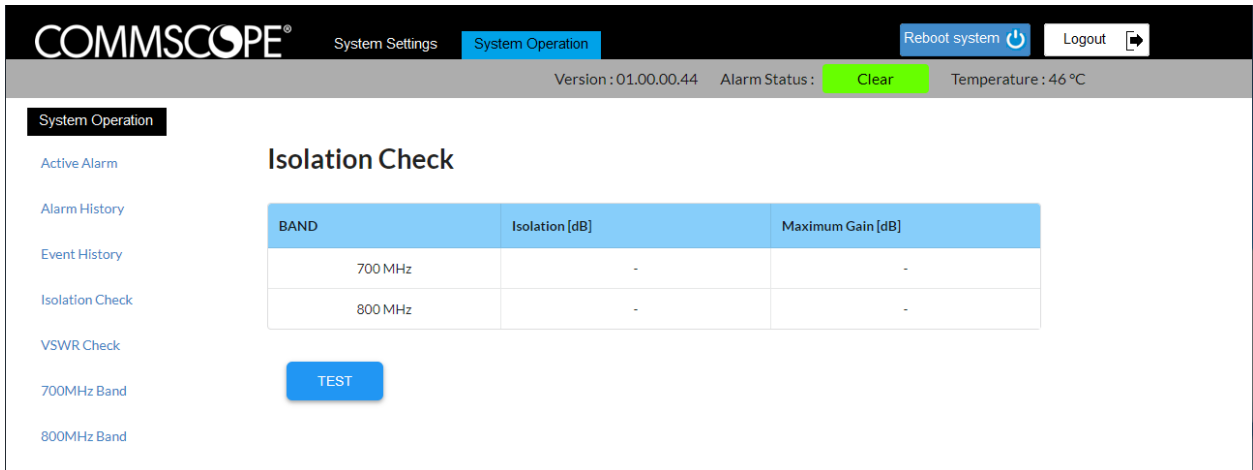 COMMSCOPE®
System Settings
System Operation
Reboot system
Logout
Version : 01.00.00.44 Alarm Status : Clear Temperature : 46 °C
System Operation
Active Alarm
Alarm History
Event History
Isolation Check
VSWR Check
700MHz Band
800MHz Band
Isolation Check
BAND Isolation [dB] Maximum Gain [dB]
700 MHz - -
800 MHz - -
TEST